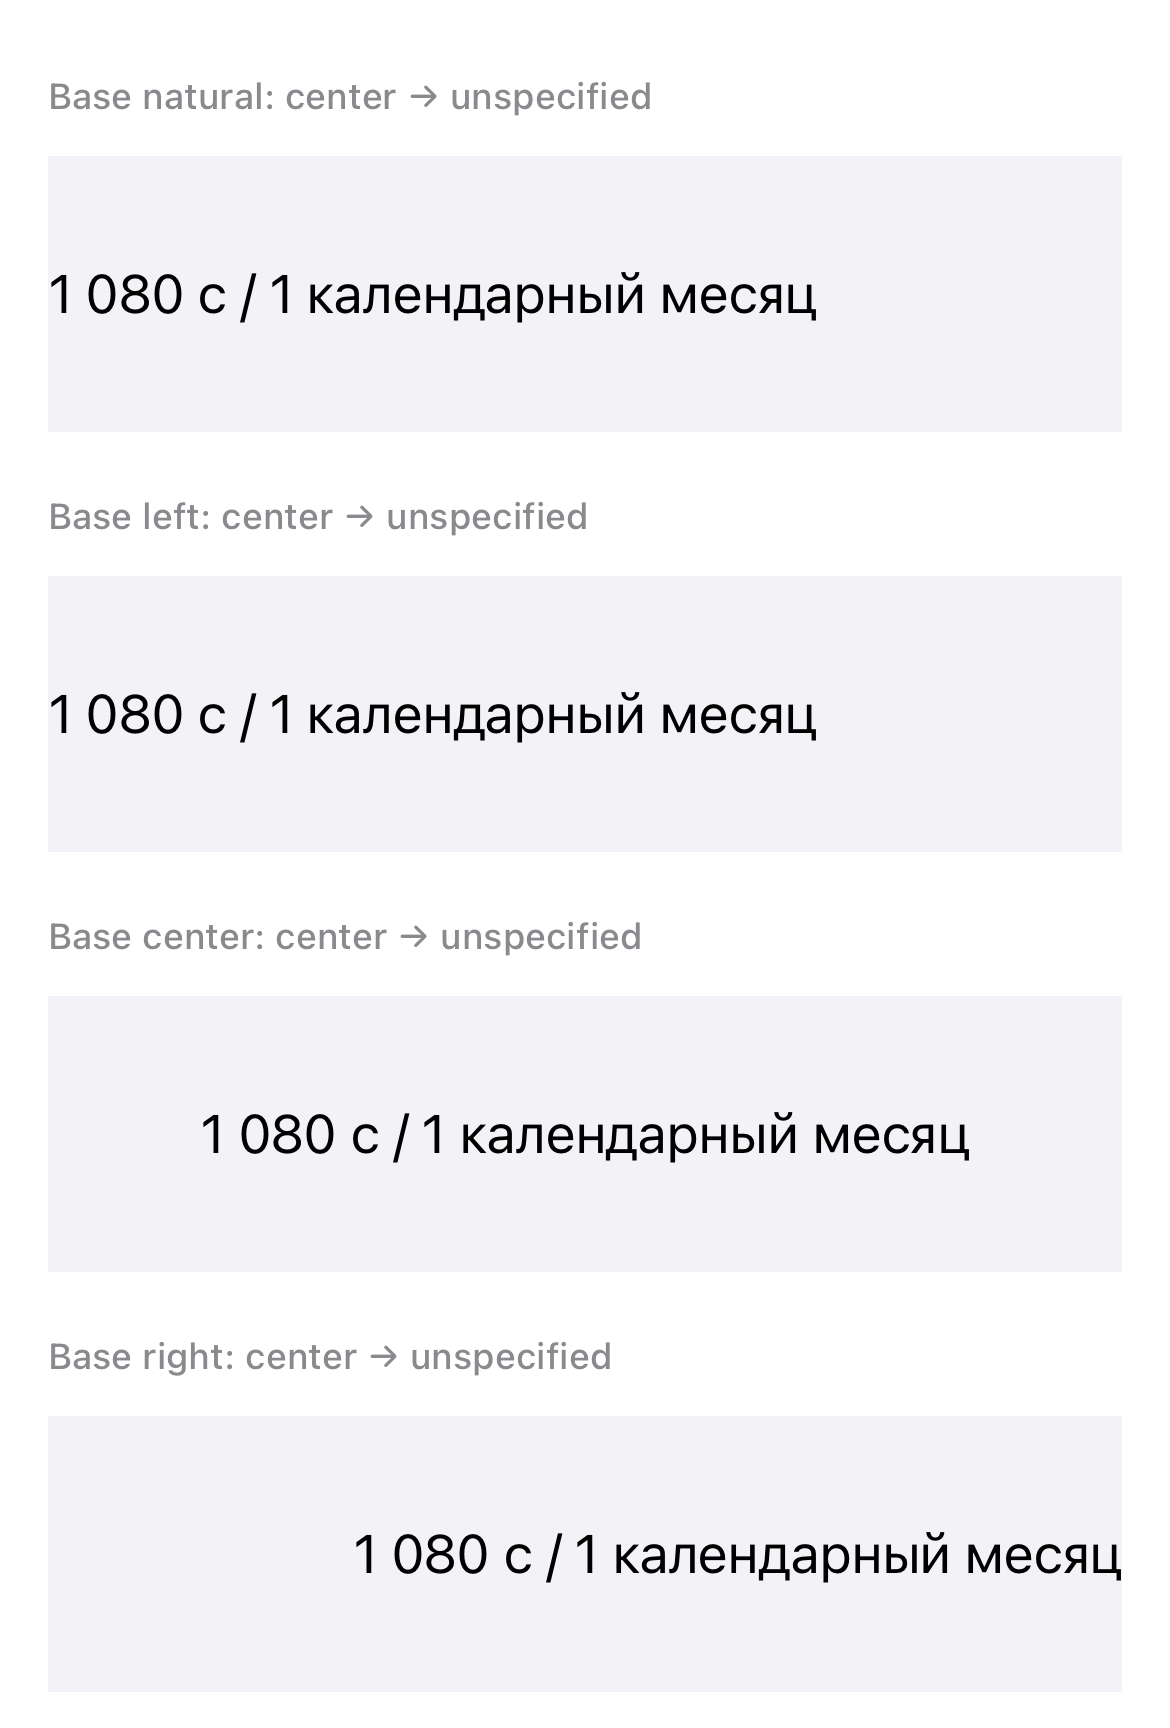 Base natural: center → unspecified
1 080 с / 1 календарный месяц
Base left: center → unspecified
1 080 с / 1 календарный месяц
Base center: center → unspecified
1 080 с / 1 календарный месяц
Base right: center → unspecified
1 080 с / 1 календарный месяц